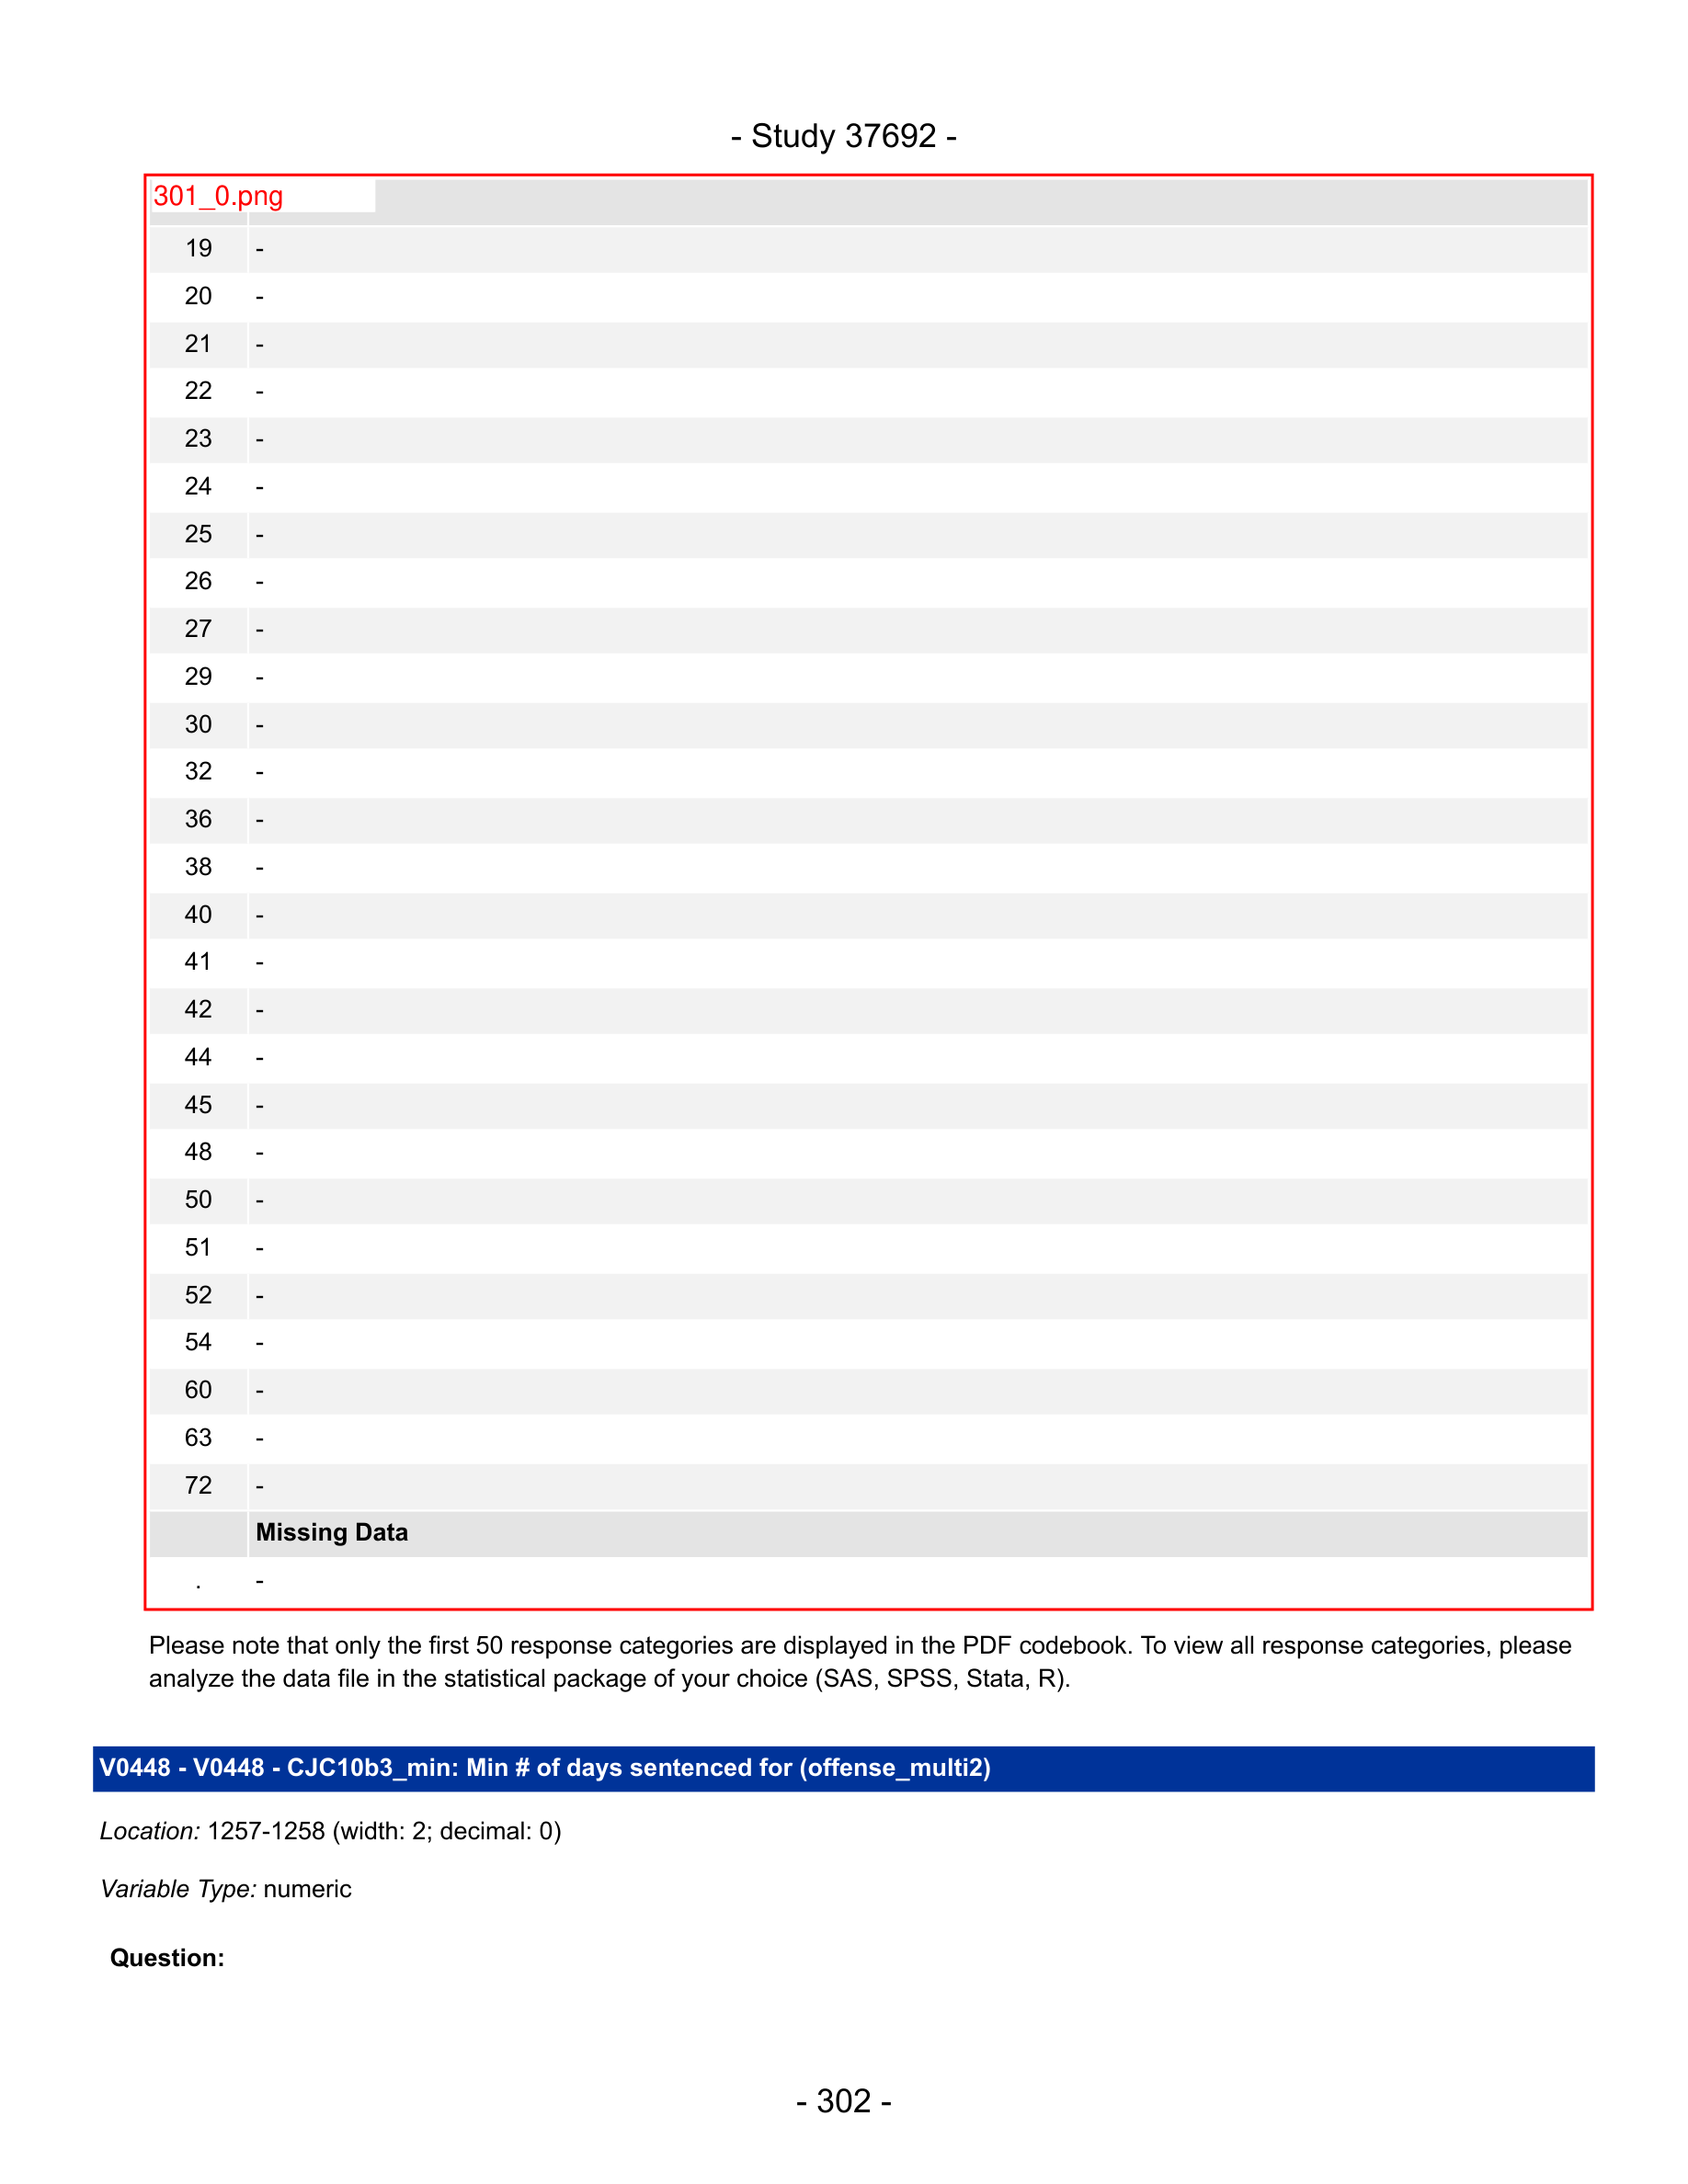 - Study 37692 -
301_0.png
19 -
20 -
21 -
22 -
23 -
24 -
25 -
26 -
27 -
29 -
30 -
32 -
36 -
38 -
40 -
41 -
42 -
44 -
45 -
48 -
50 -
51 -
52 -
54 -
60 -
63 -
72 -
Missing Data
. -
Please note that only the first 50 response categories are displayed in the PDF codebook. To view all response categories, please
analyze the data file in the statistical package of your choice (SAS, SPSS, Stata, R).
V0448 - V0448 - CJC10b3_min: Min # of days sentenced for (offense_multi2)
Location: 1257-1258 (width: 2; decimal: 0)
Variable Type: numeric
Question:
- 302 -